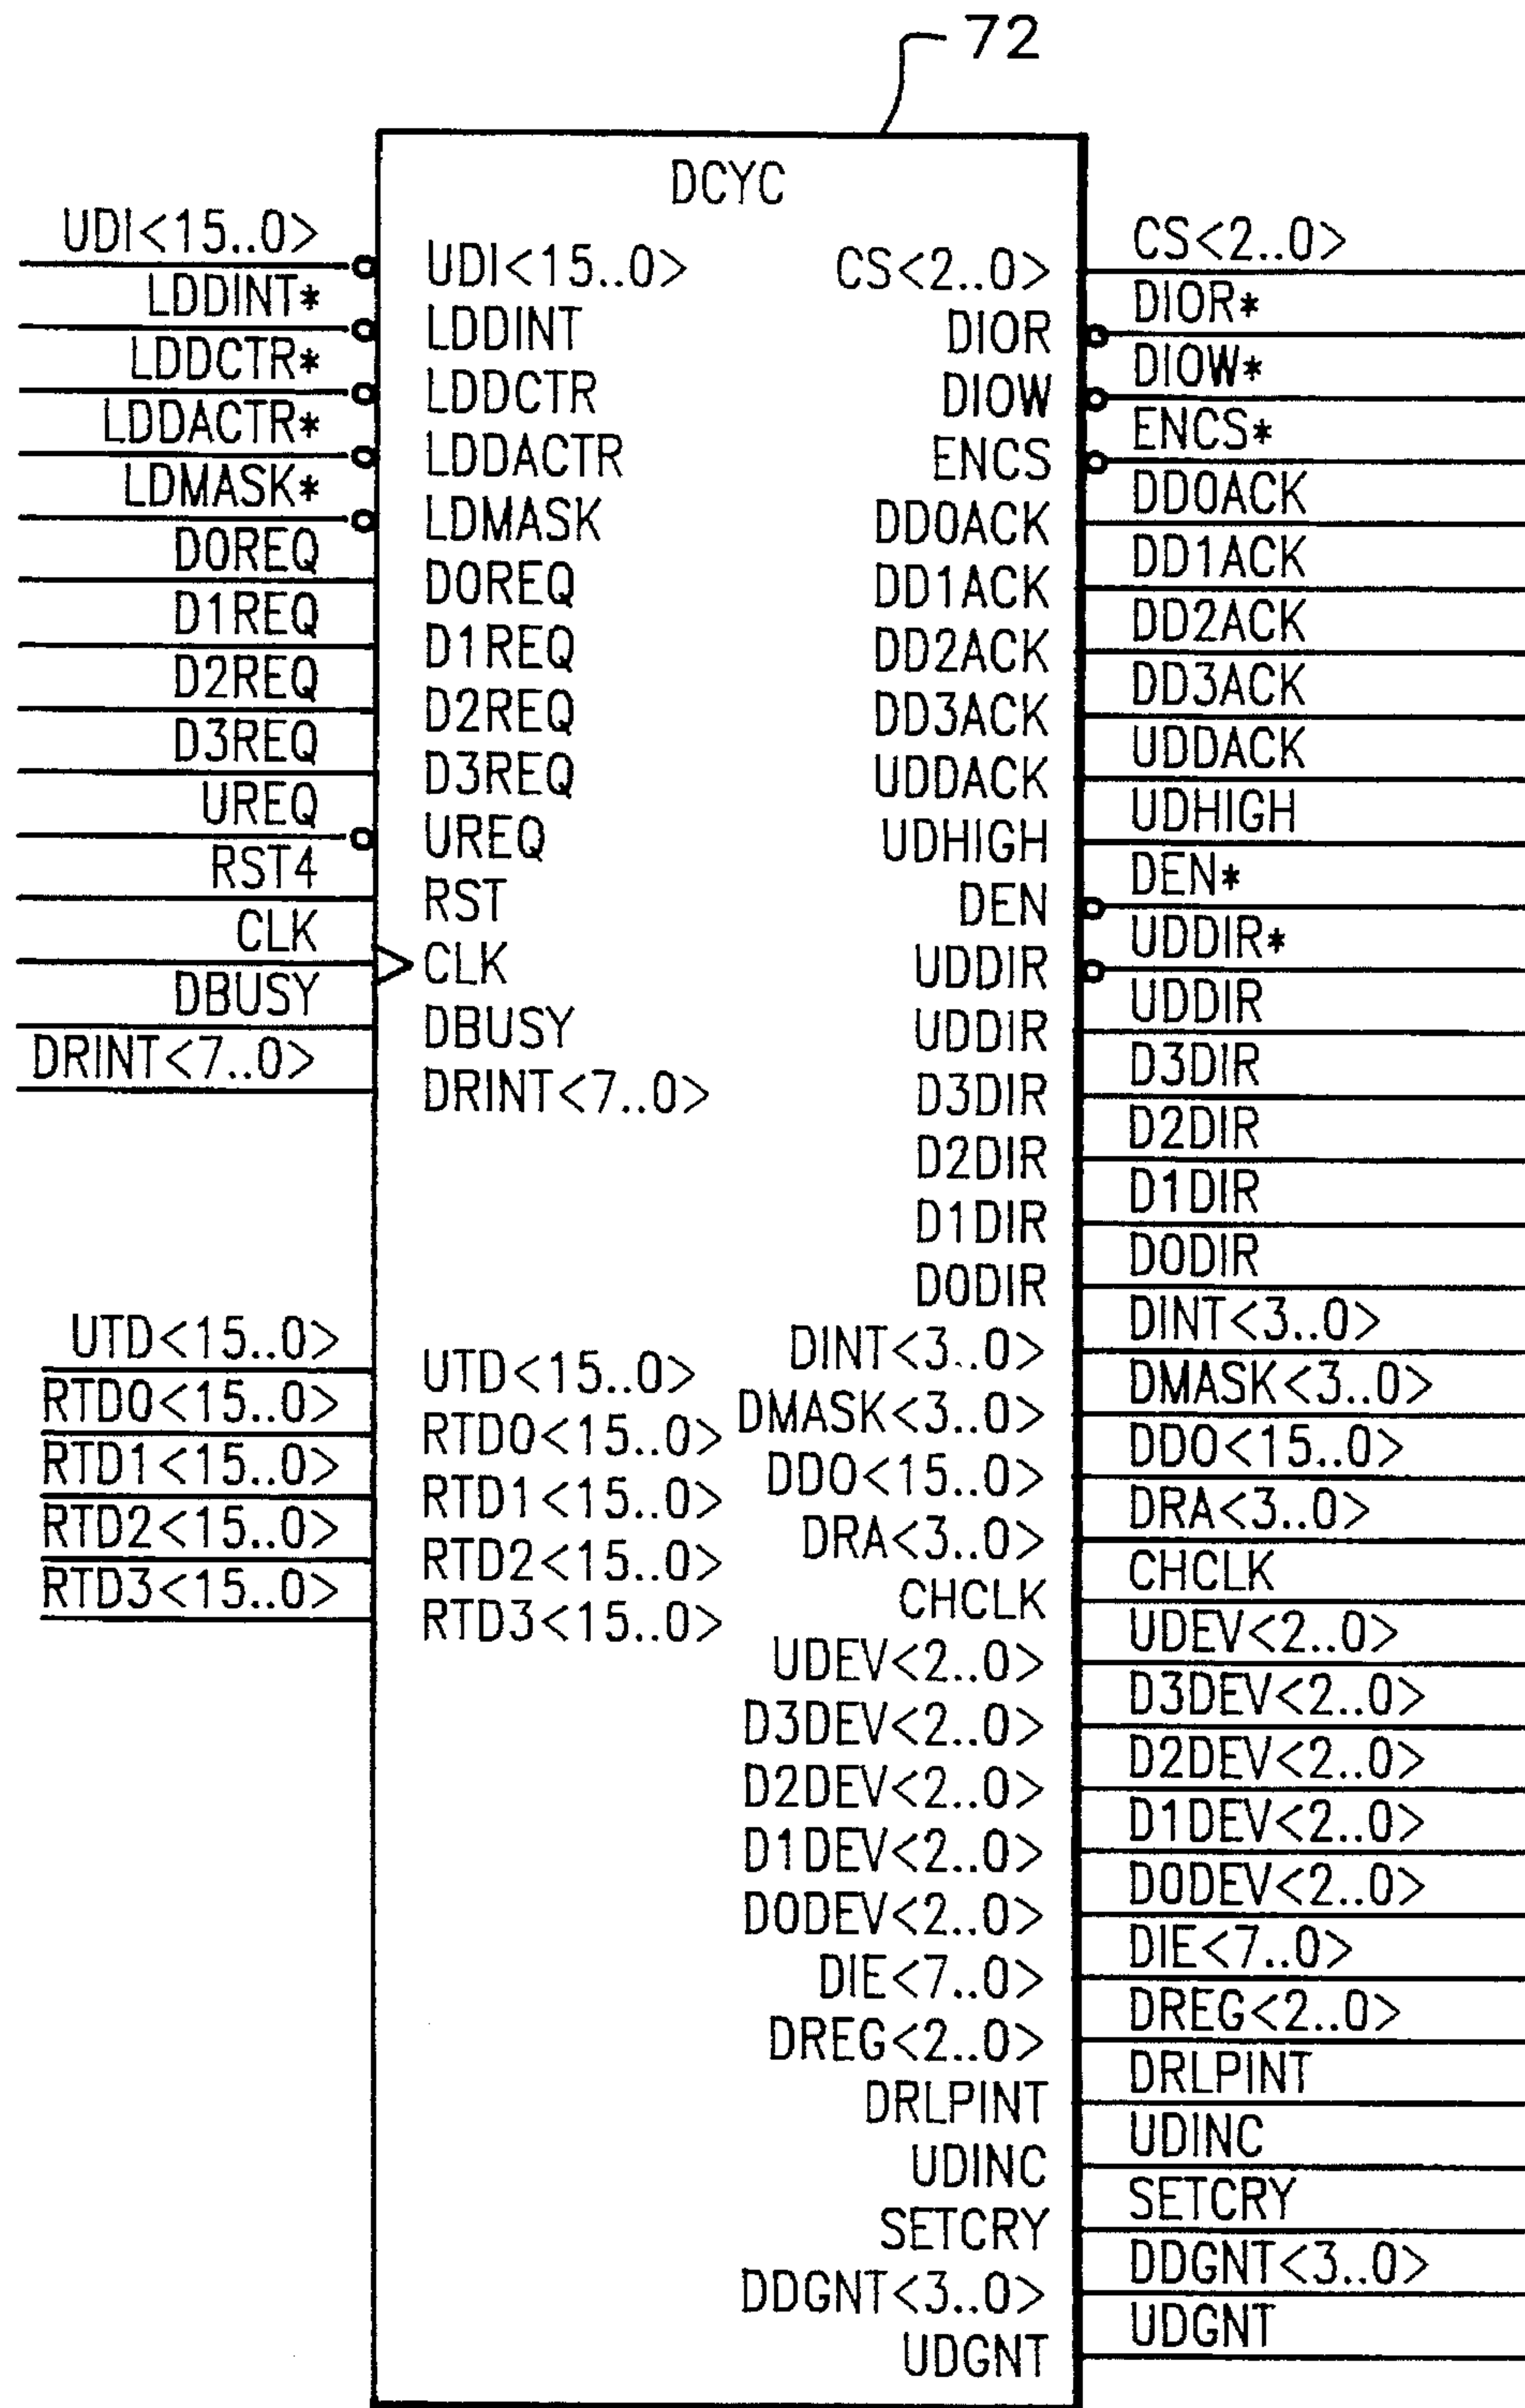 72
DCYC
UDI<15..0>
LDDINT*
LDDCTR*
LDDACTR*
LDMASK*
D0REQ
D1REQ
D2REQ
D3REQ
UREQ
RST4
CLK
DBUSY
DRINT<7..0>
UTD<15..0>
RTD0<15..0>
RTD1<15..0>
RTD2<15..0>
RTD3<15..0>
UDI<15..0>
LDDINT
LDDCTR
LDDACTR
LDMASK
D0REQ
D1REQ
D2REQ
D3REQ
UREQ
RST
CLK
DBUSY
DRINT<7..0>
UTD<15..0>
RTD0<15..0>
RTD1<15..0>
RTD2<15..0>
RTD3<15..0>
CS<2..0>
DIOR
DIOW
ENCS
DD0ACK
DD1ACK
DD2ACK
DD3ACK
UDDACK
UDHIGH
DEN
UDDIR
UDDIR
D3DIR
D2DIR
D1DIR
D0DIR
DINT<3..0>
DMASK<3..0>
DDO<15..0>
DRA<3..0>
CHCLK
UDEV<2..0>
D3DEV<2..0>
D2DEV<2..0>
D1DEV<2..0>
D0DEV<2..0>
DIE<7..0>
DREG<2..0>
DRLPINT
UDINC
SETCRY
DDGNT<3..0>
UDGNT
CS<2..0>
DIOR*
DIOW*
ENCS*
DD0ACK
DD1ACK
DD2ACK
DD3ACK
UDDACK
UDHIGH
DEN*
UDDIR*
UDDIR
D3DIR
D2DIR
D1DIR
D0DIR
DINT<3..0>
DMASK<3..0>
DDO<15..0>
DRA<3..0>
CHCLK
UDEV<2..0>
D3DEV<2..0>
D2DEV<2..0>
D1DEV<2..0>
D0DEV<2..0>
DIE<7..0>
DREG<2..0>
DRLPINT
UDINC
SETCRY
DDGNT<3..0>
UDGNT